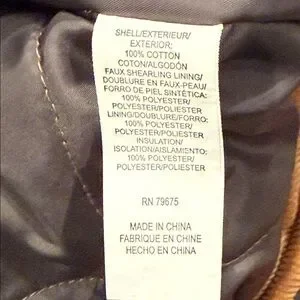 SHELL/EXTERIEUR/
EXTERIOR:
100% COTTON
COTON/ALGODÓN
FAUX SHEARLING LINING/
DOUBLURE EN FAUX-PEAU/
FORRO DE PIEL SINTÉTICA:
100% POLYESTER/
POLYESTER/POLIÉSTER
LINING/DOUBLURE/FORRO:
100% POLYESTER/
POLYESTER/POLIESTER
INSULATION/
ISOLATION/AISLAMIENTO:
100% POLYESTER/
POLYESTER/POLIESTER
RN 79675
MADE IN CHINA
FABRIQUE EN CHINE
HECHO EN CHINA